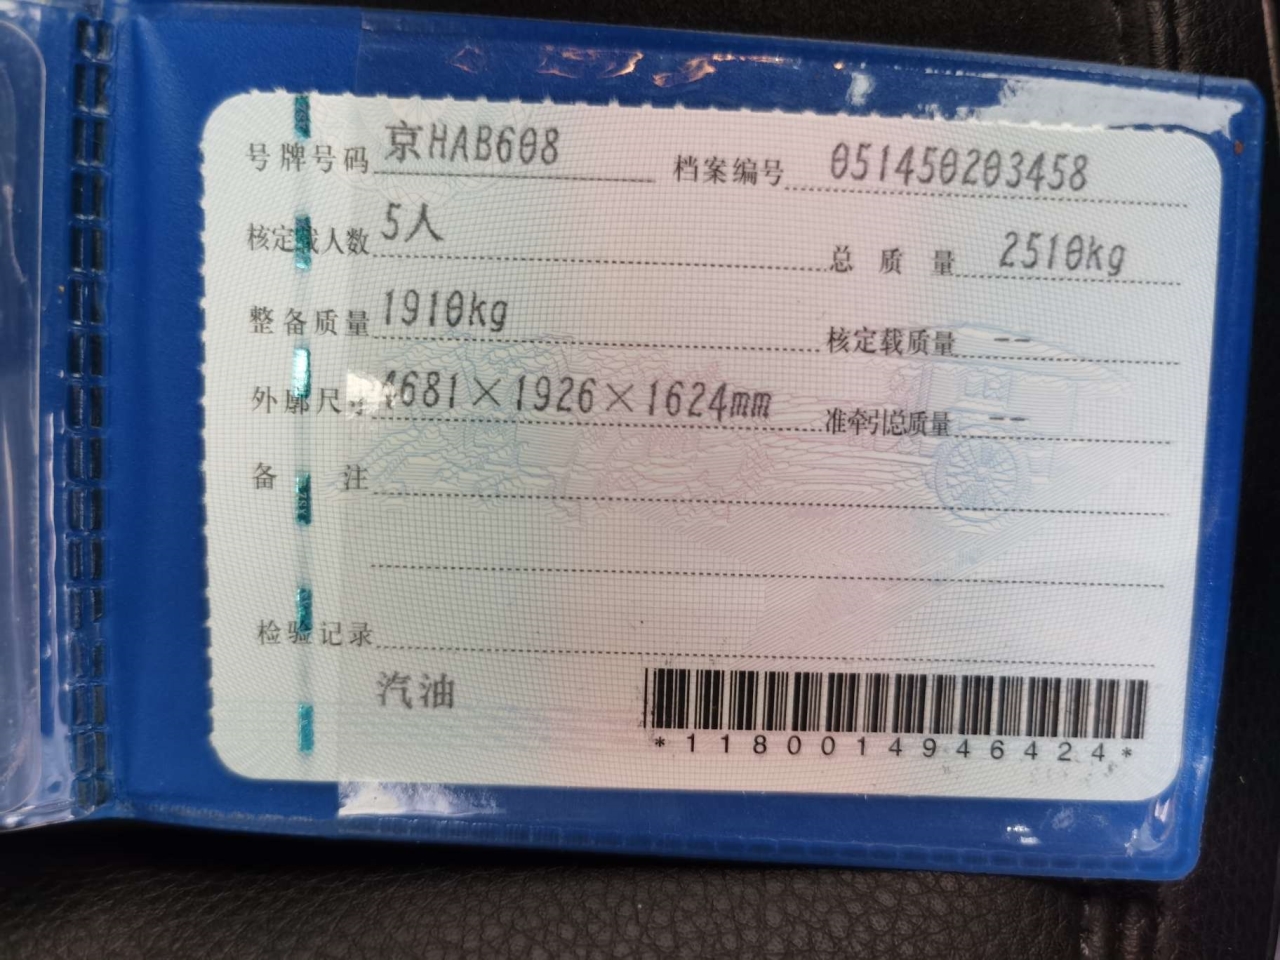 号牌号码 京HAB608 档案编号 051450203458
核定载人数 5人 总质量 2510kg
整备质量 1910kg 核定载质量 --
外廓尺寸 4681×1926×1624mm 准牵引总质量 --
备注
检验记录
汽油
*1180014946424*